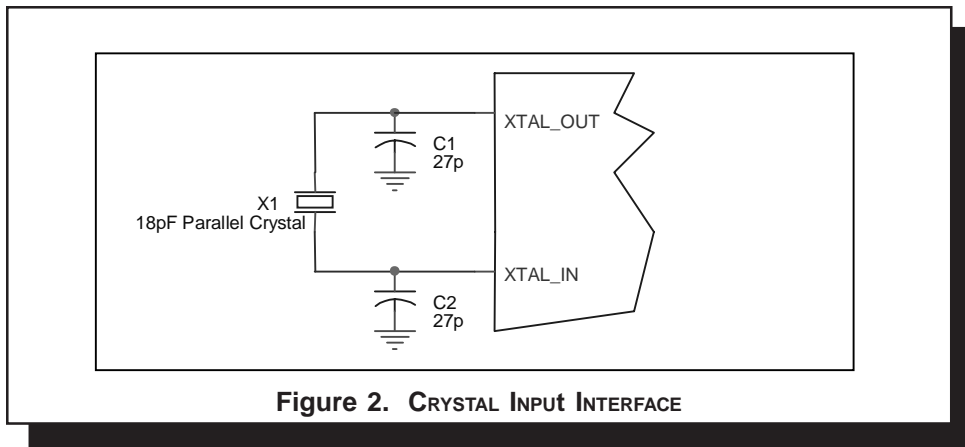 XTAL_OUT
C1
27p
X1
18pF Parallel Crystal
XTAL_IN
C2
27p
Figure 2. CRYSTAL INPUt INTERFACE